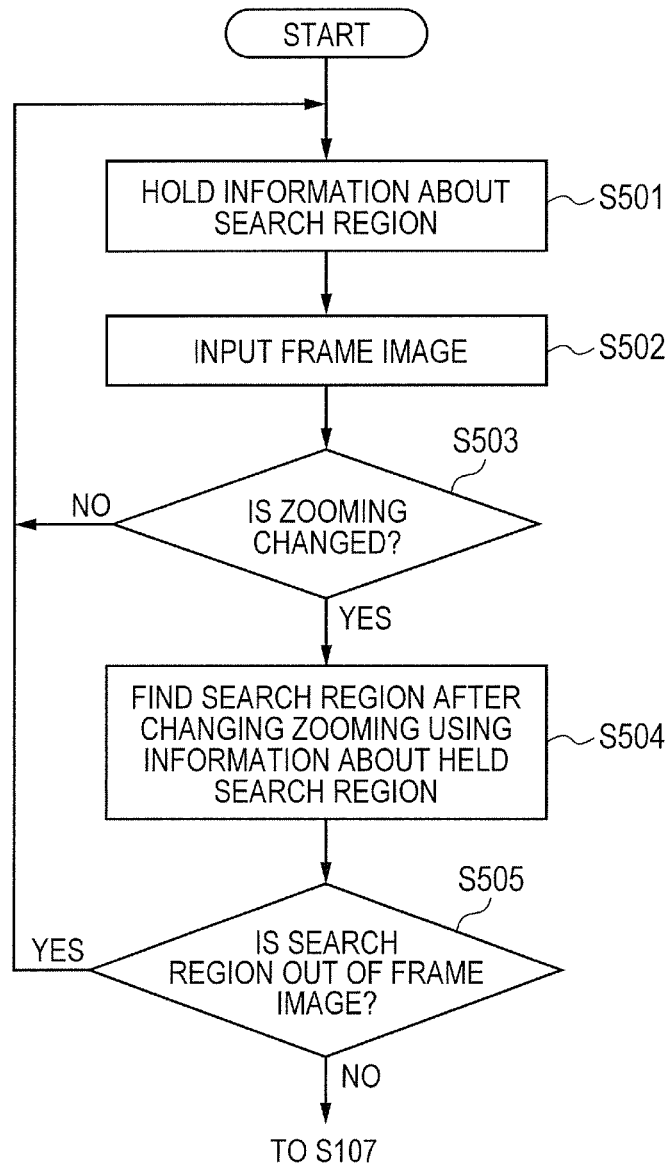 START
HOLD INFORMATION ABOUT
SEARCH REGION
S501
INPUT FRAME IMAGE
S502
S503
NO
IS ZOOMING
CHANGED?
YES
FIND SEARCH REGION AFTER
CHANGING ZOOMING USING
INFORMATION ABOUT HELD
SEARCH REGION
S504
S505
YES
IS SEARCH
REGION OUT OF FRAME
IMAGE?
NO
TO S107